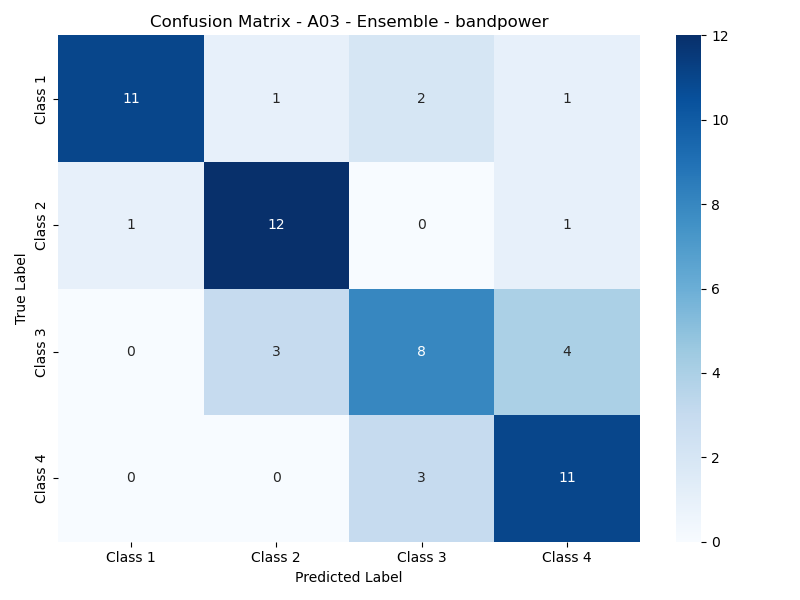 Confusion Matrix - A03 - Ensemble - bandpower
True Label
Class 1
11 1 2 1
Class 2
1 12 0 1
Class 3
0 3 8 4
Class 4
0 0 3 11
Class 1 Class 2 Class 3 Class 4
Predicted Label
12
10
8
6
4
2
0